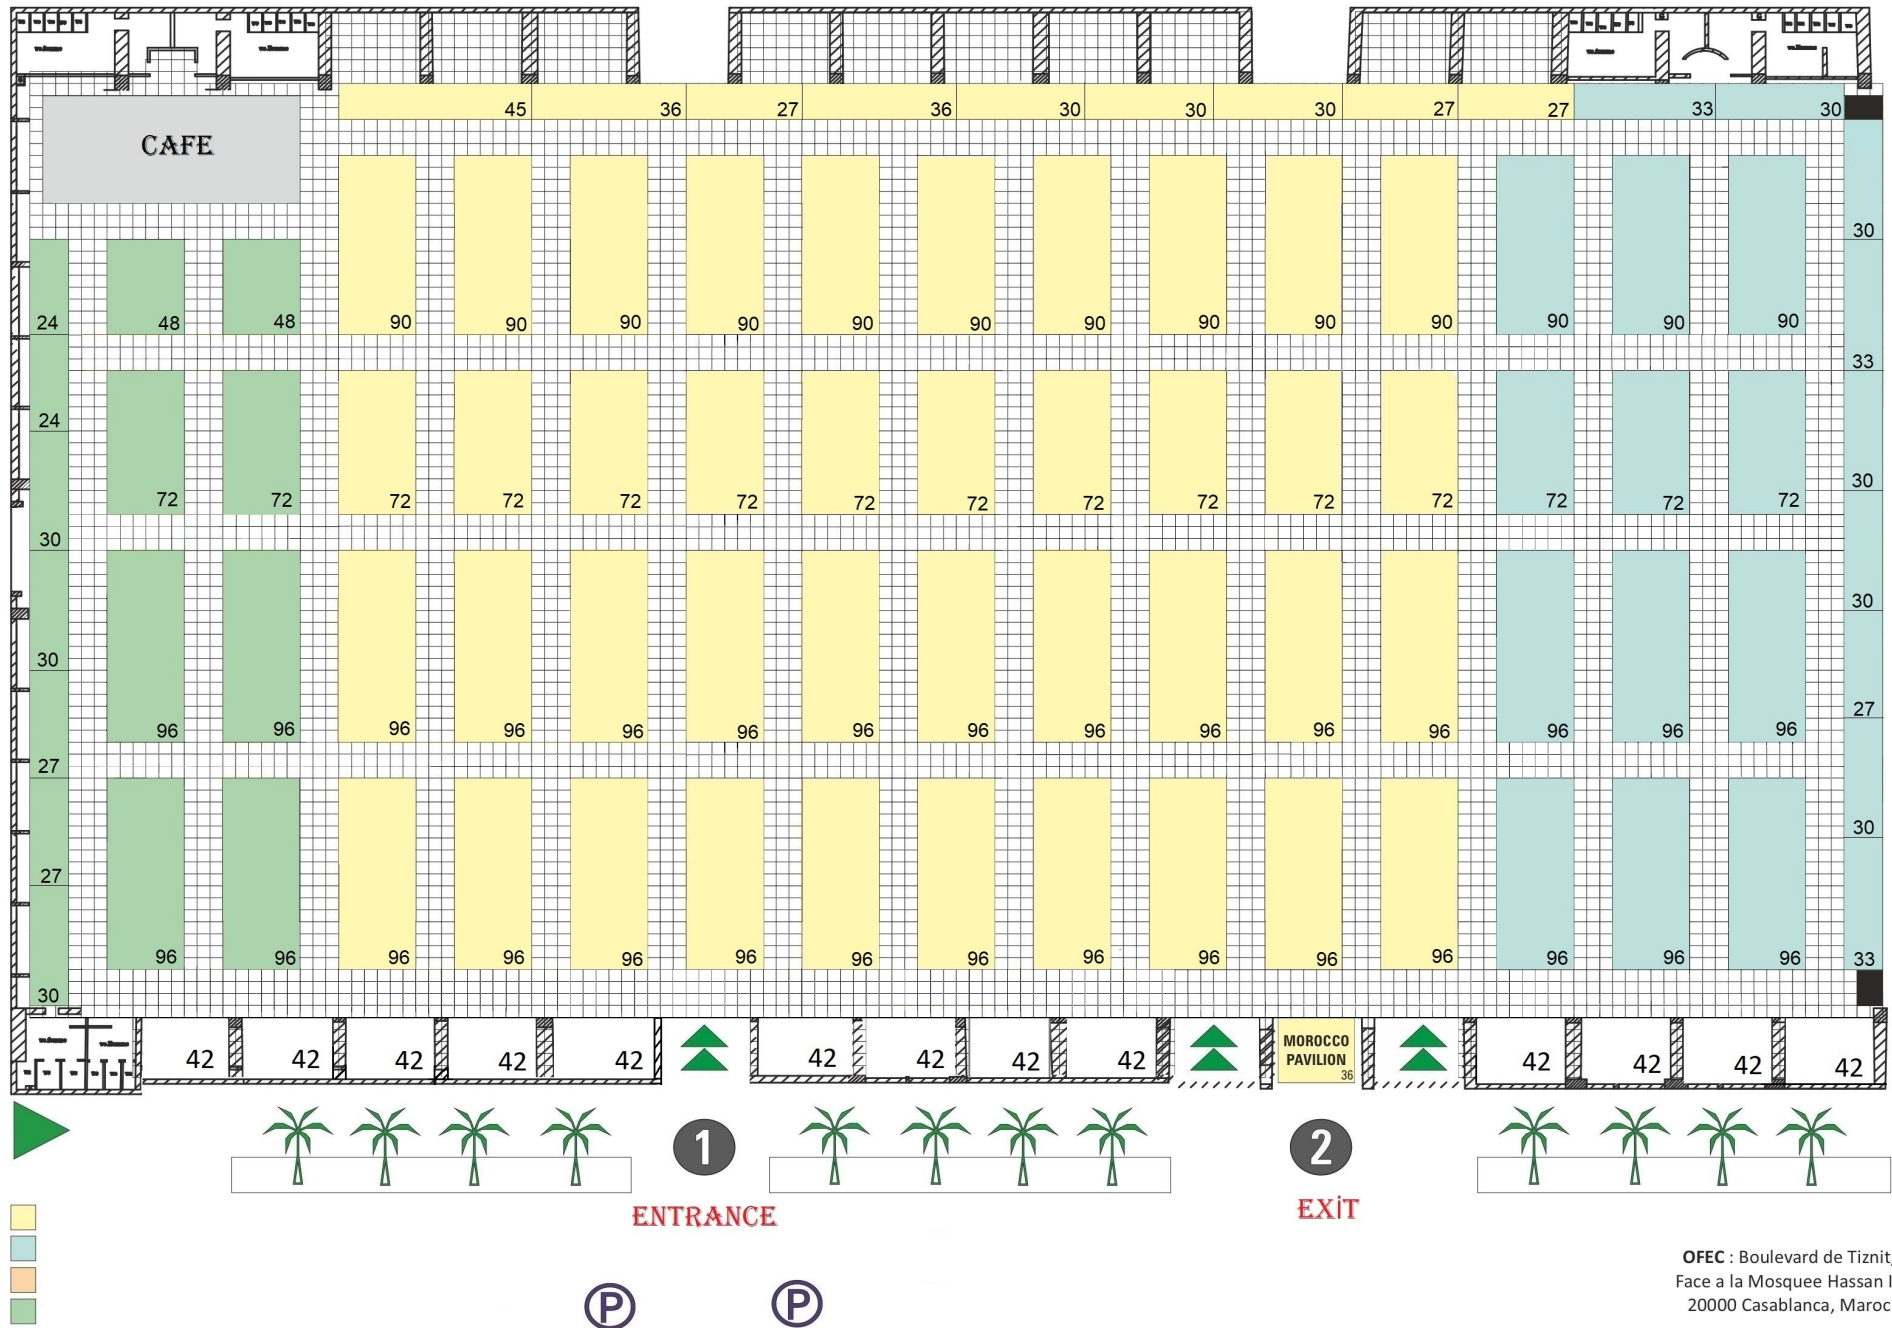 45 36 27 36 30 30 30 27 27 33 30
CAFE
30
24 48 48 90 90 90 90 90 90 90 90 90 90 90 90 90
33
24
72 72 72 72 72 72 72 72 72 72 72 72 72 72 72 30
30
30
30
96 96 96 96 96 96 96 96 96 96 96 96 96 96 96 27
27
30
27
96 96 96 96 96 96 96 96 96 96 96 96 96 96 96 33
30
42 42 42 42 42 42 42 42 42 42 42 42 42
MOROCCO
PAVILION
36
1
2
ENTRANCE
EXİT
P P
OFEC : Boulevard de Tiznit,
Face a la Mosquee Hassan I
20000 Casablanca, Maroc